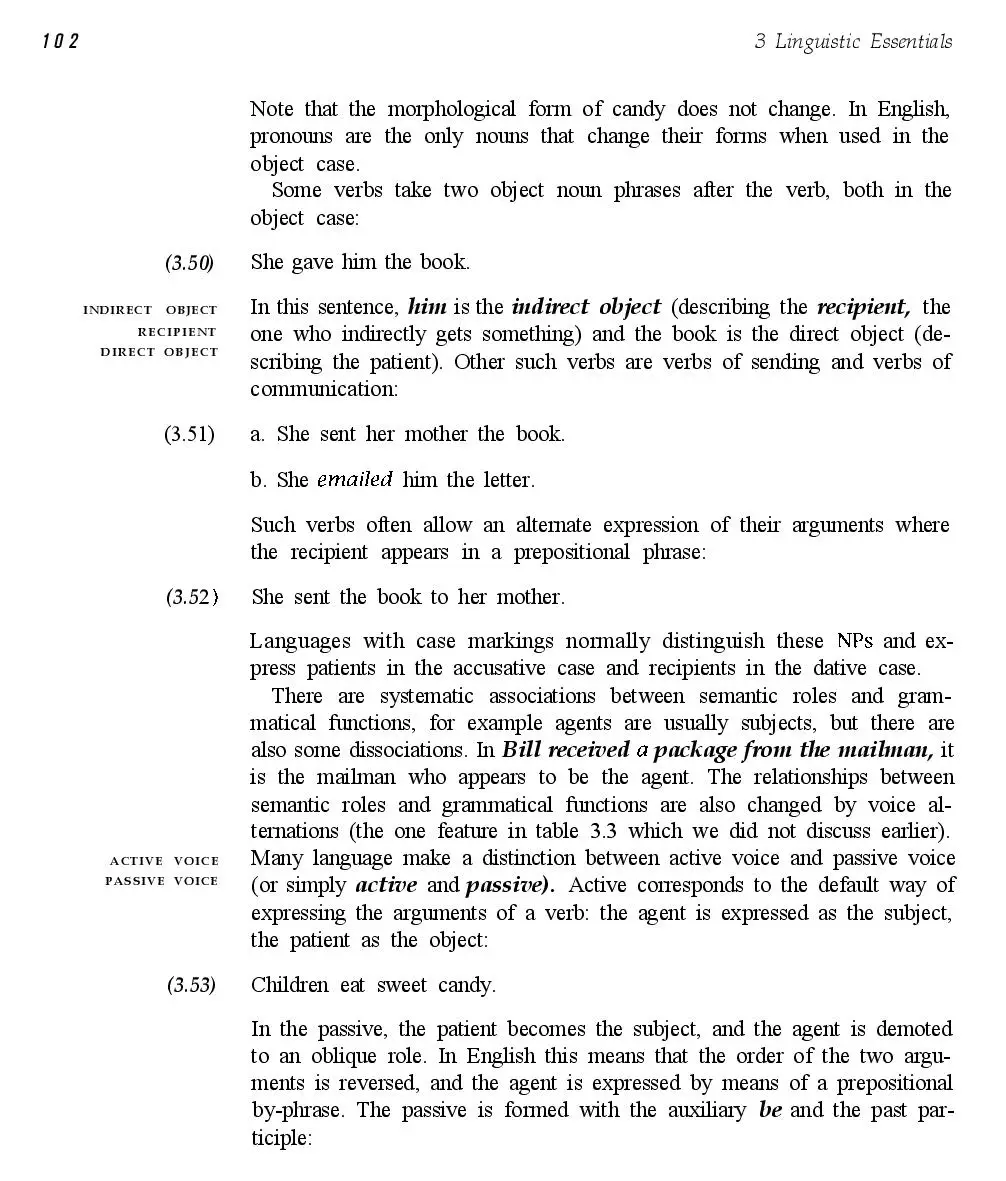 102 3 Linguistic Essentials
Note that the morphological form of candy does not change. In English,
pronouns are the only nouns that change their forms when used in the
object case.
Some verbs take two object noun phrases after the verb, both in the
object case:
(3.50) She gave him the book.
INDIRECT OBJECT In this sentence, him is the indirect object (describing the recipient, the
RECIPIENT one who indirectly gets something) and the book is the direct object (de-
DIRECT OBJECT scribing the patient). Other such verbs are verbs of sending and verbs of
communication:
(3.51) a. She sent her mother the book.
b. She emailed him the letter.
Such verbs often allow an alternate expression of their arguments where
the recipient appears in a prepositional phrase:
(3.52) She sent the book to her mother.
Languages with case markings normally distinguish these NPs and ex-
press patients in the accusative case and recipients in the dative case.
There are systematic associations between semantic roles and gram-
matical functions, for example agents are usually subjects, but there are
also some dissociations. In Bill received a package from the mailman, it
is the mailman who appears to be the agent. The relationships between
semantic roles and grammatical functions are also changed by voice al-
ternations (the one feature in table 3.3 which we did not discuss earlier).
ACTIVE VOICE Many language make a distinction between active voice and passive voice
PASSIVE VOICE (or simply active and passive). Active corresponds to the default way of
expressing the arguments of a verb: the agent is expressed as the subject,
the patient as the object:
(3.53) Children eat sweet candy.
In the passive, the patient becomes the subject, and the agent is demoted
to an oblique role. In English this means that the order of the two argu-
ments is reversed, and the agent is expressed by means of a prepositional
by-phrase. The passive is formed with the auxiliary be and the past par-
ticiple: